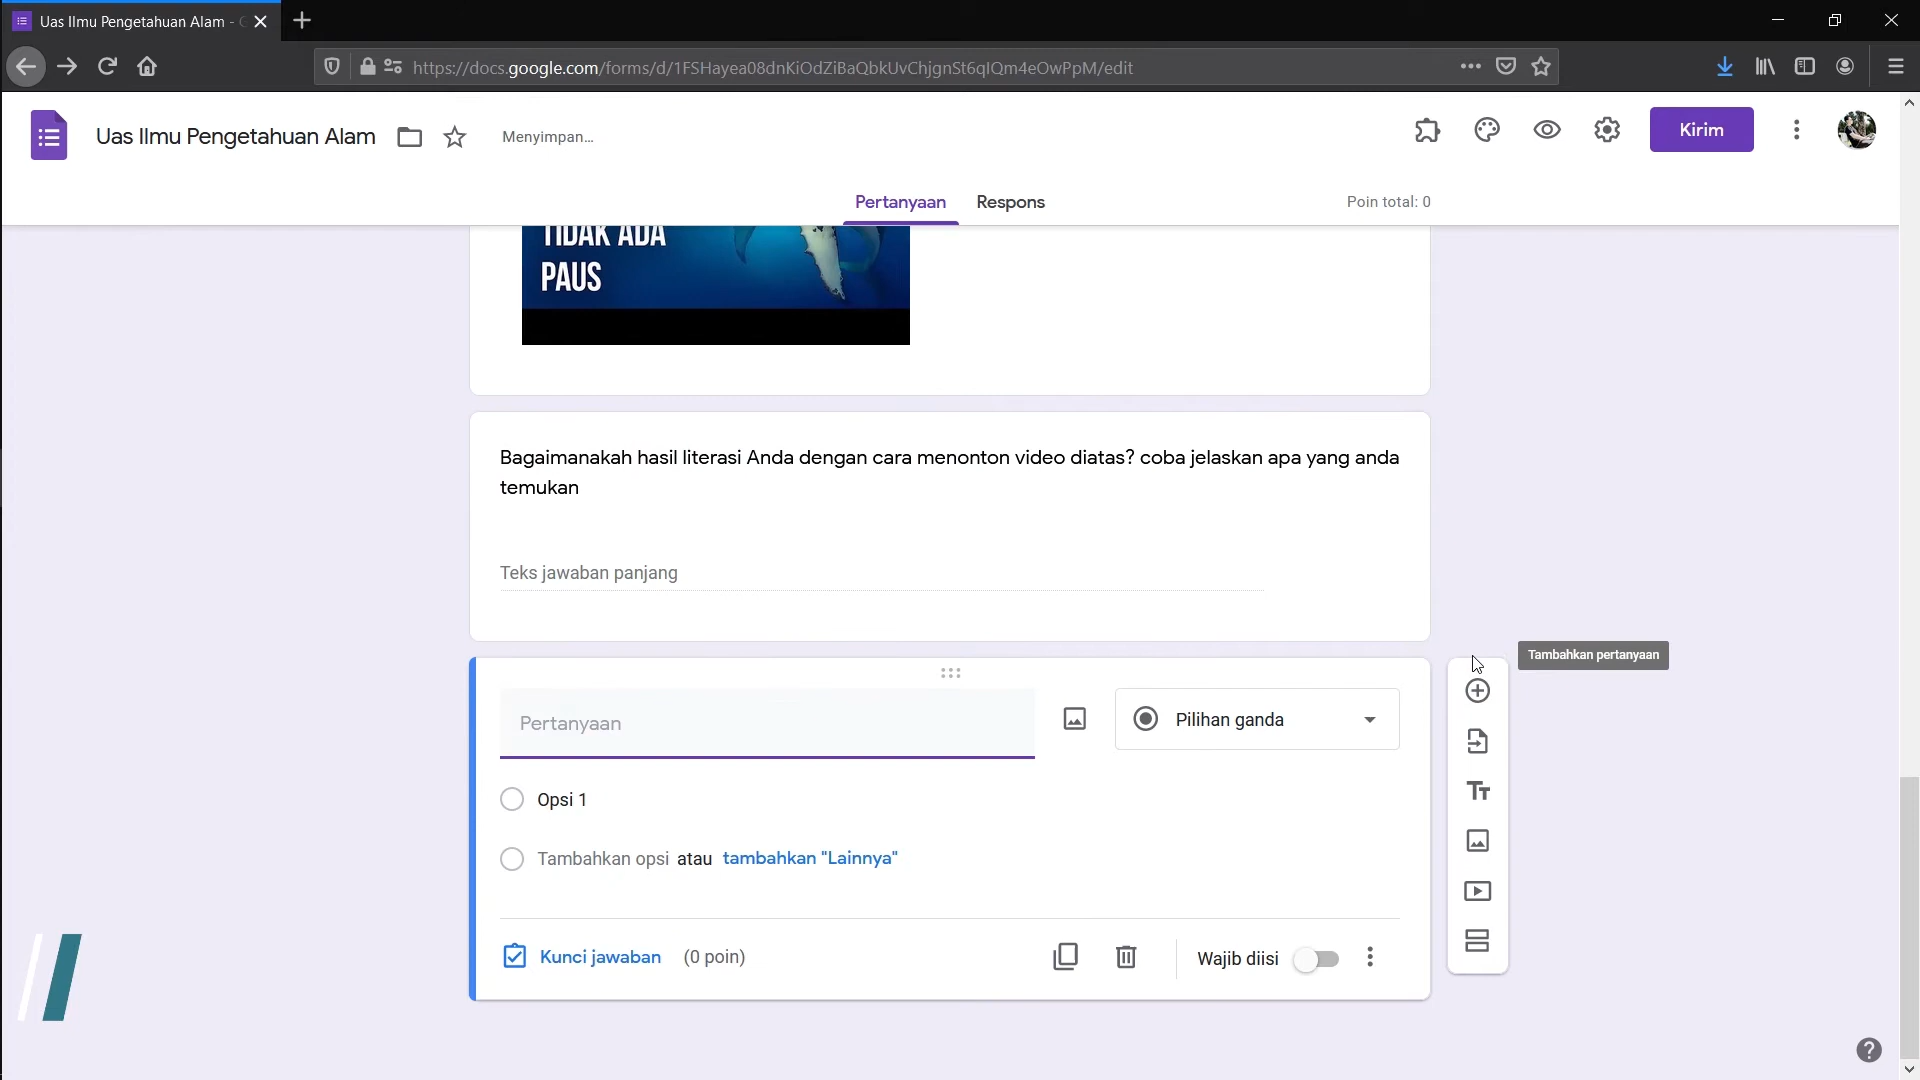 Uas Ilmu Pengetahuan Alam -
https://docs.google.com/forms/d/1FSHayea08dnKiOdZiBaQbkUvChjgnSt6qIQm4eOwPpM/edit
Uas Ilmu Pengetahuan Alam
Menyimpan...
Kirim
Pertanyaan
Respons
Poin total: 0
TIDAK ADA
PAUS
Bagaimanakah hasil literasi Anda dengan cara menonton video diatas? coba jelaskan apa yang anda
temukan
Teks jawaban panjang
Tambahkan pertanyaan
Pertanyaan
Pilihan ganda
Opsi 1
Tambahkan opsi atau tambahkan "Lainnya"
Kunci jawaban (0 poin)
Wajib diisi